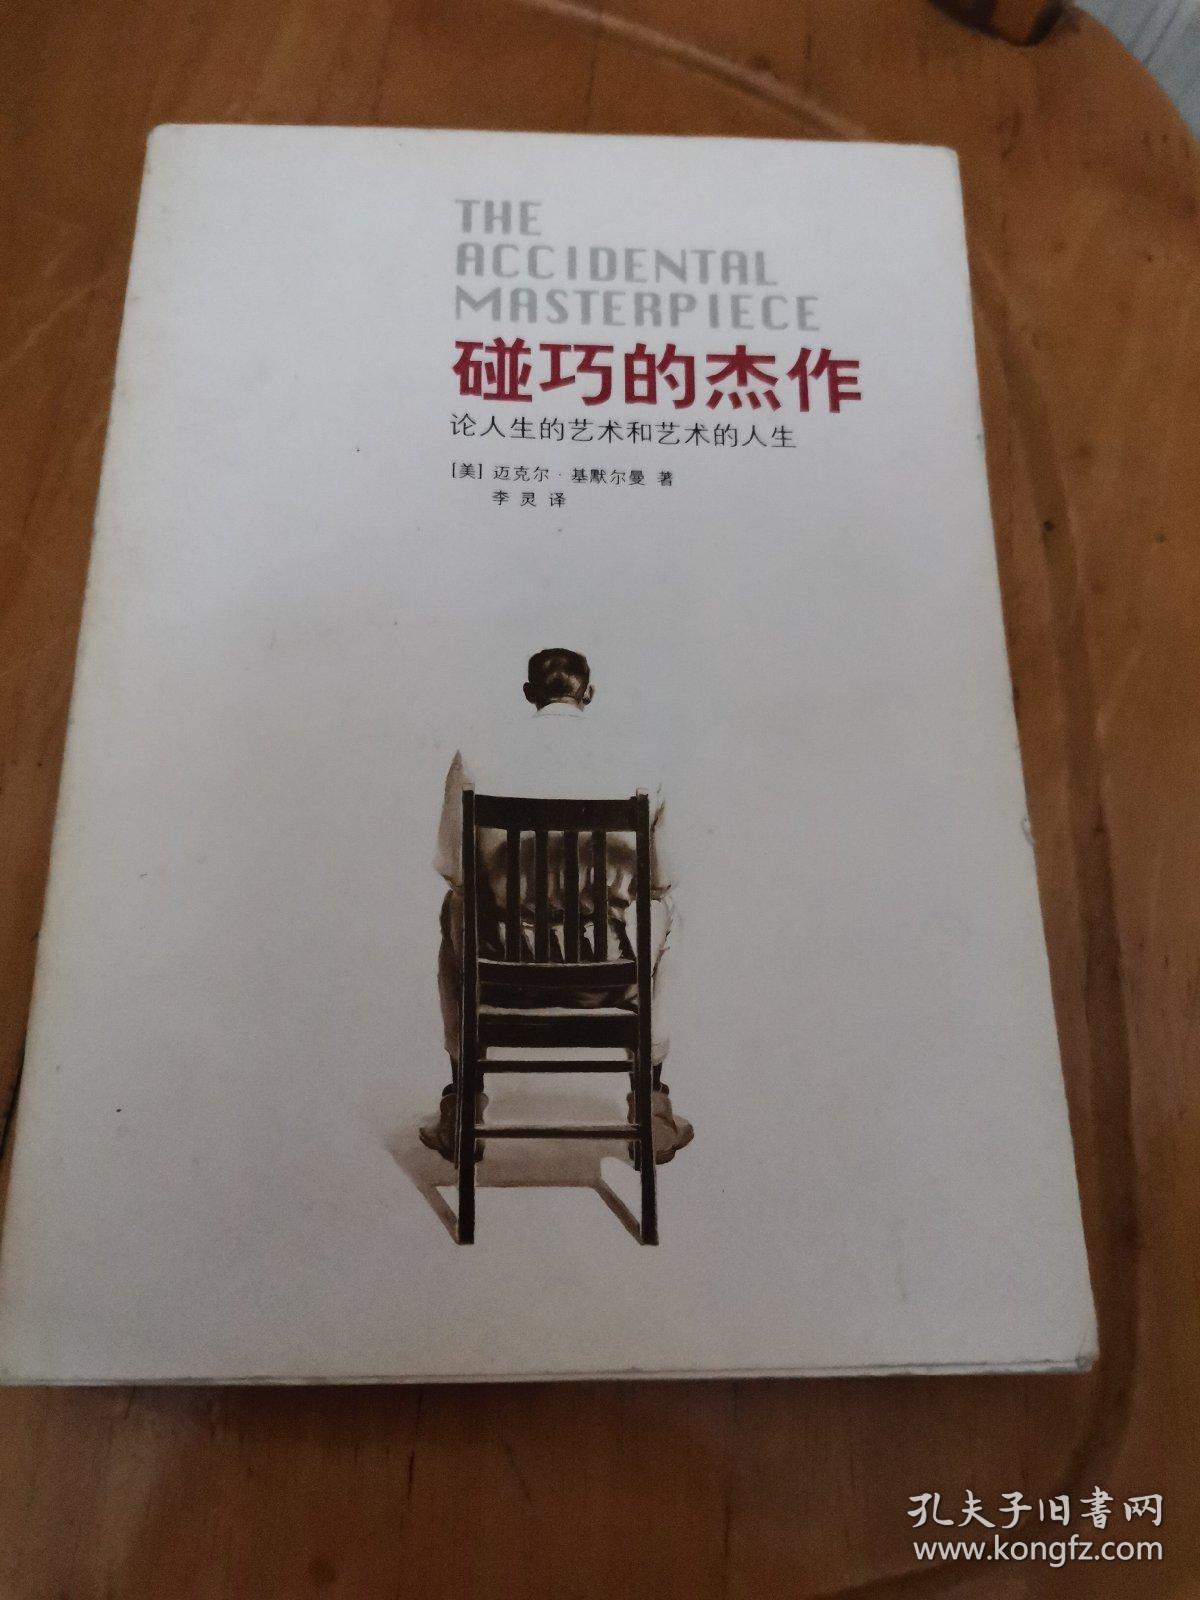 THE
ACCIDENTAL
MASTERPIECE
碰巧的杰作
论人生的艺术和艺术的人生
[美] 迈克尔·基默尔曼 著
李 灵 译
孔夫子旧书网
www.kongfz.com